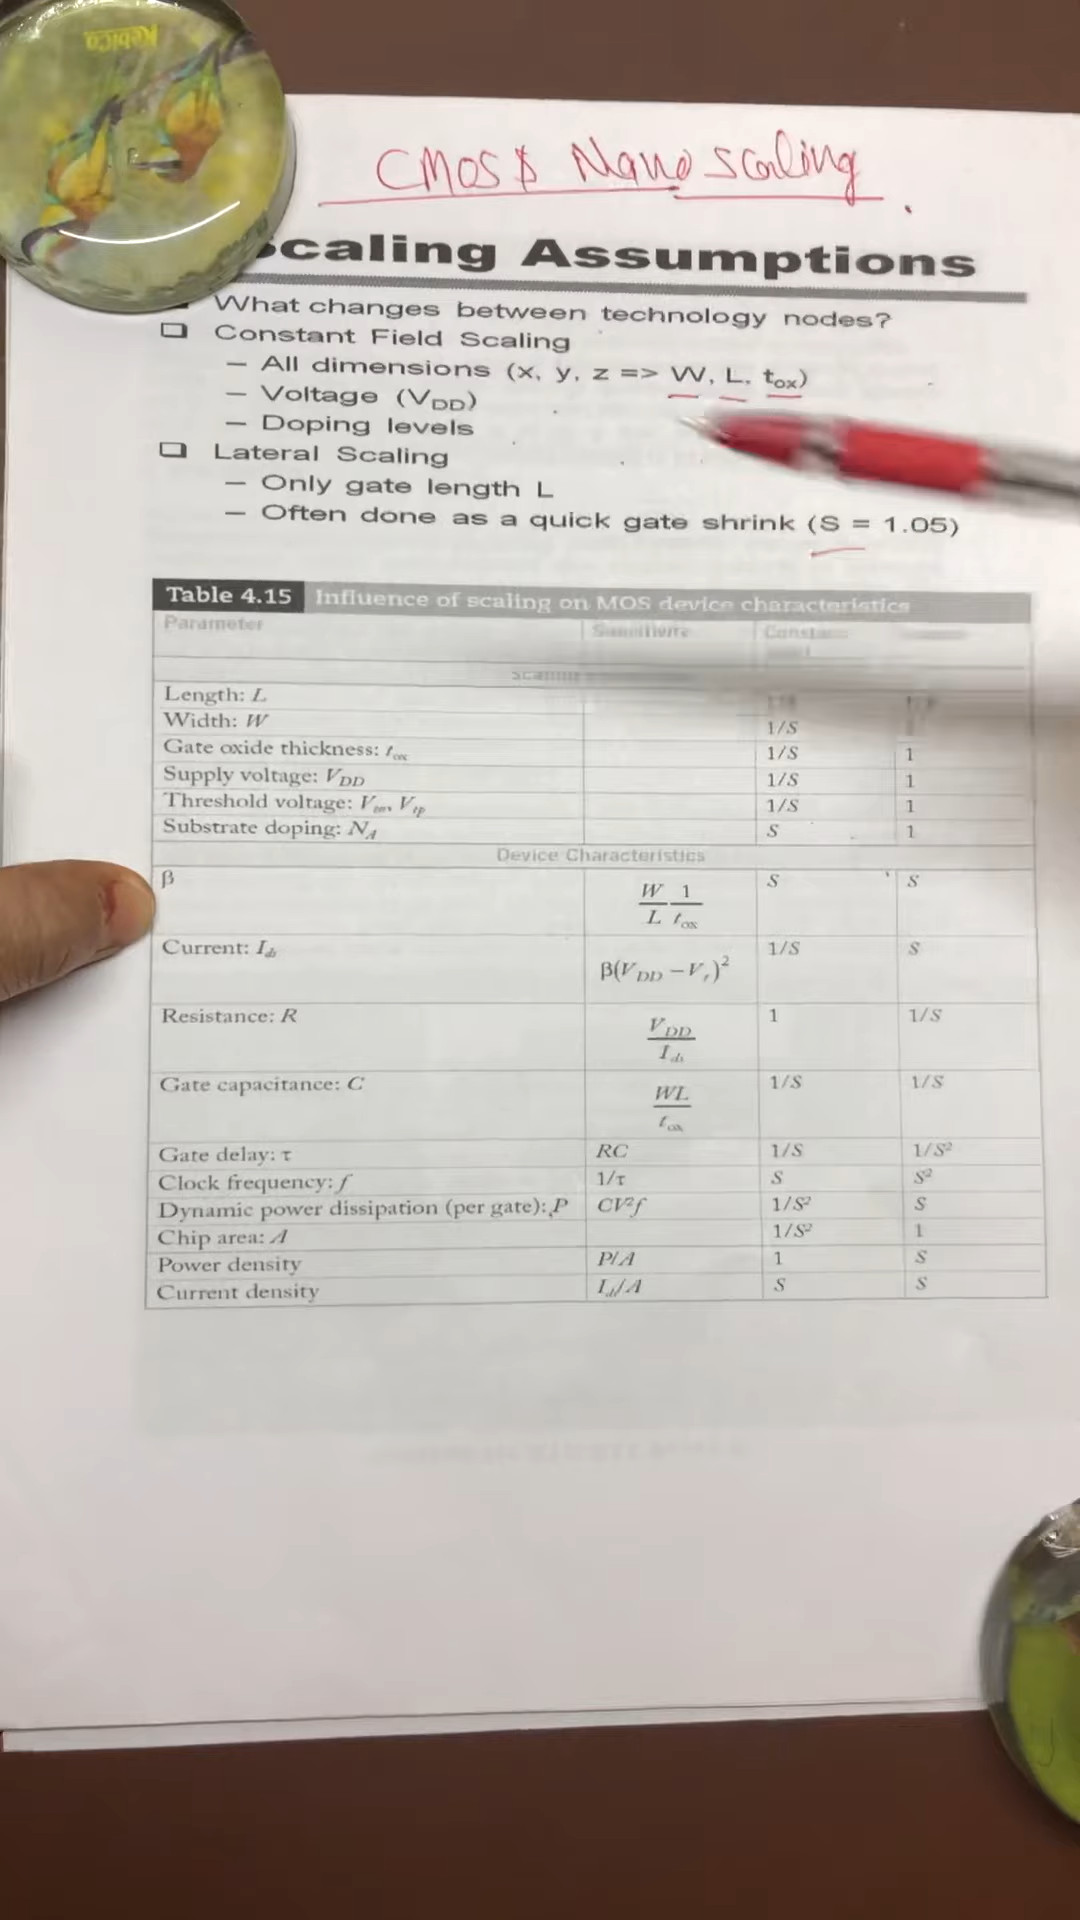 KebiCa
CMOS $ Nano scaling.
caling Assumptions
What changes between technology nodes?
❑ Constant Field Scaling
– All dimensions (x, y, z => W, L, tox)
– Voltage (VDD)
– Doping levels
❑ Lateral Scaling
– Only gate length L
– Often done as a quick gate shrink (S = 1.05)
Table 4.15 Influence of scaling on MOS device characteristics
Parameter Sensitivity
Length: L
Width: W 1/S
Gate oxide thickness: tox 1/S 1
Supply voltage: VDD 1/S 1
Threshold voltage: Vtn, Vtp 1/S 1
Substrate doping: NA S 1
Device Characteristics
β W/L 1/tox S S
Current: Ids β(VDD – Vt)² 1/S S
Resistance: R VDD/Ids 1 1/S
Gate capacitance: C WL/tox 1/S 1/S
Gate delay: τ RC 1/S 1/S²
Clock frequency: f 1/τ S S²
Dynamic power dissipation (per gate): P CV²f 1/S² S
Chip area: A 1/S² 1
Power density P/A 1 S
Current density Ids/A S S